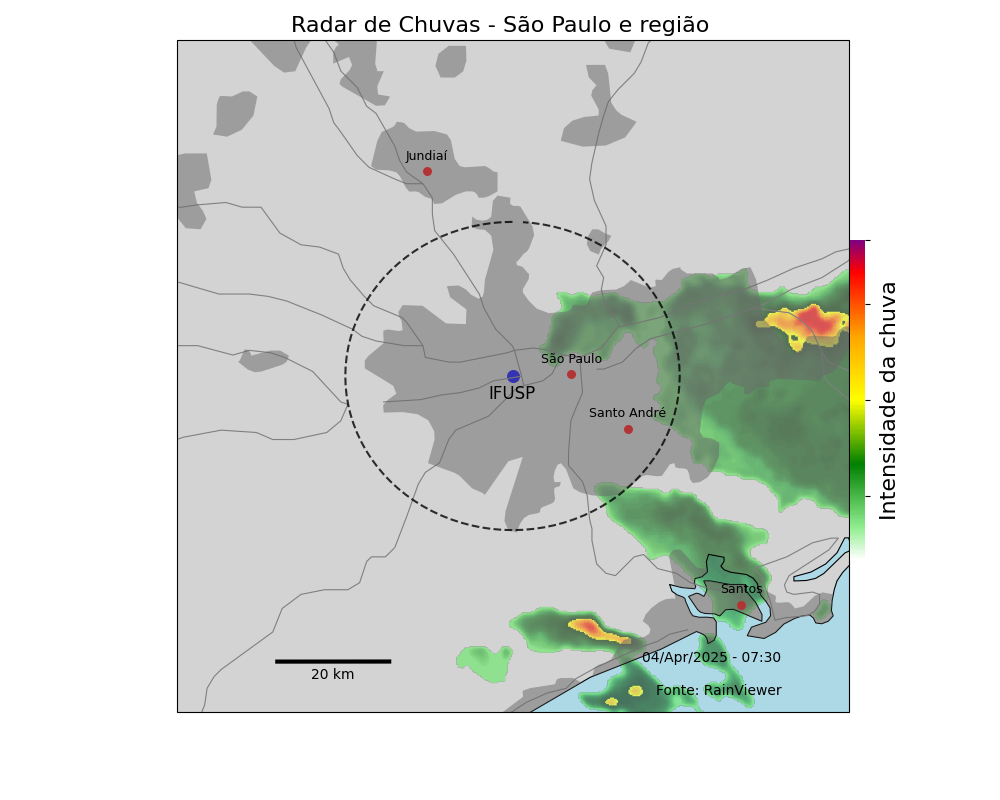 Radar de Chuvas - São Paulo e região
Jundiaí
São Paulo
IFUSP
Santo André
Intensidade da chuva
Santos
04/Apr/2025 - 07:30
20 km
Fonte: RainViewer